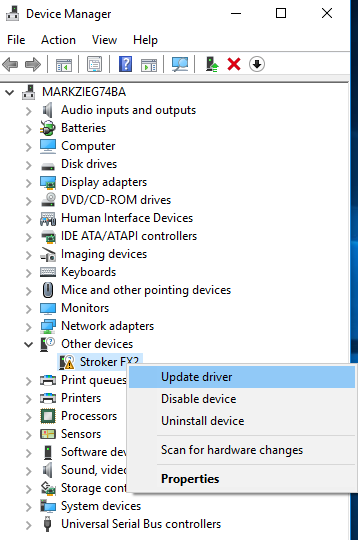 Device Manager
File Action View Help
MARKZIEG74BA
Audio inputs and outputs
Batteries
Computer
Disk drives
Display adapters
DVD/CD-ROM drives
Human Interface Devices
IDE ATA/ATAPI controllers
Imaging devices
Keyboards
Mice and other pointing devices
Monitors
Network adapters
Other devices
Stroker FX2
Print queues
Printers
Processors
Sensors
Software dev
Sound, video
Storage cont
System devices
Universal Serial Bus controllers
Update driver
Disable device
Uninstall device
Scan for hardware changes
Properties